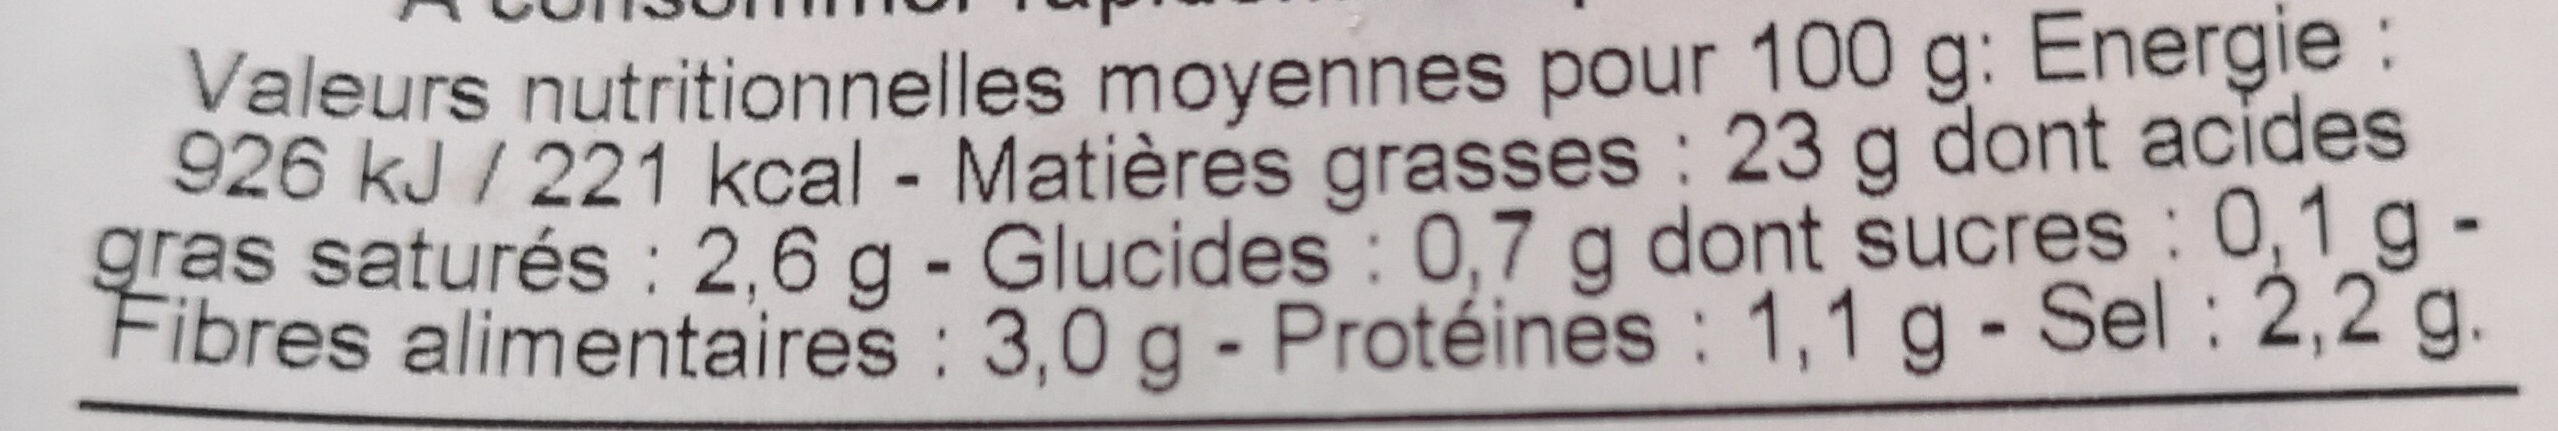 A consommer
Valeurs nutritionnelles moyennes pour 100 g: Energie :
926 kJ / 221 kcal - Matières grasses : 23 g dont acides
gras saturés : 2,6 g - Glucides : 0,7 g dont sucres : 0,1 g -
Fibres alimentaires : 3,0 g - Protéines : 1,1 g - Sel : 2,2 g.